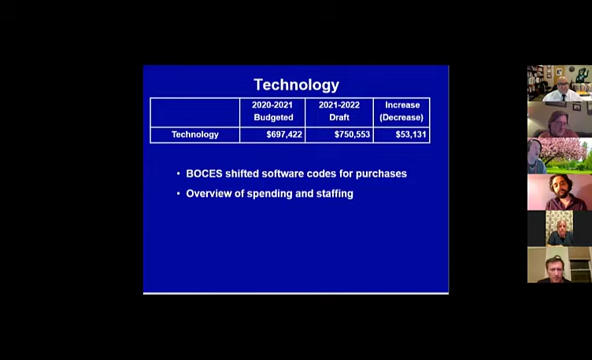 Technology
2020-2021 Budgeted 2021-2022 Draft Increase (Decrease)
Technology $697,422 $750,553 $53,131
• BOCES shifted software codes for purchases
• Overview of spending and staffing